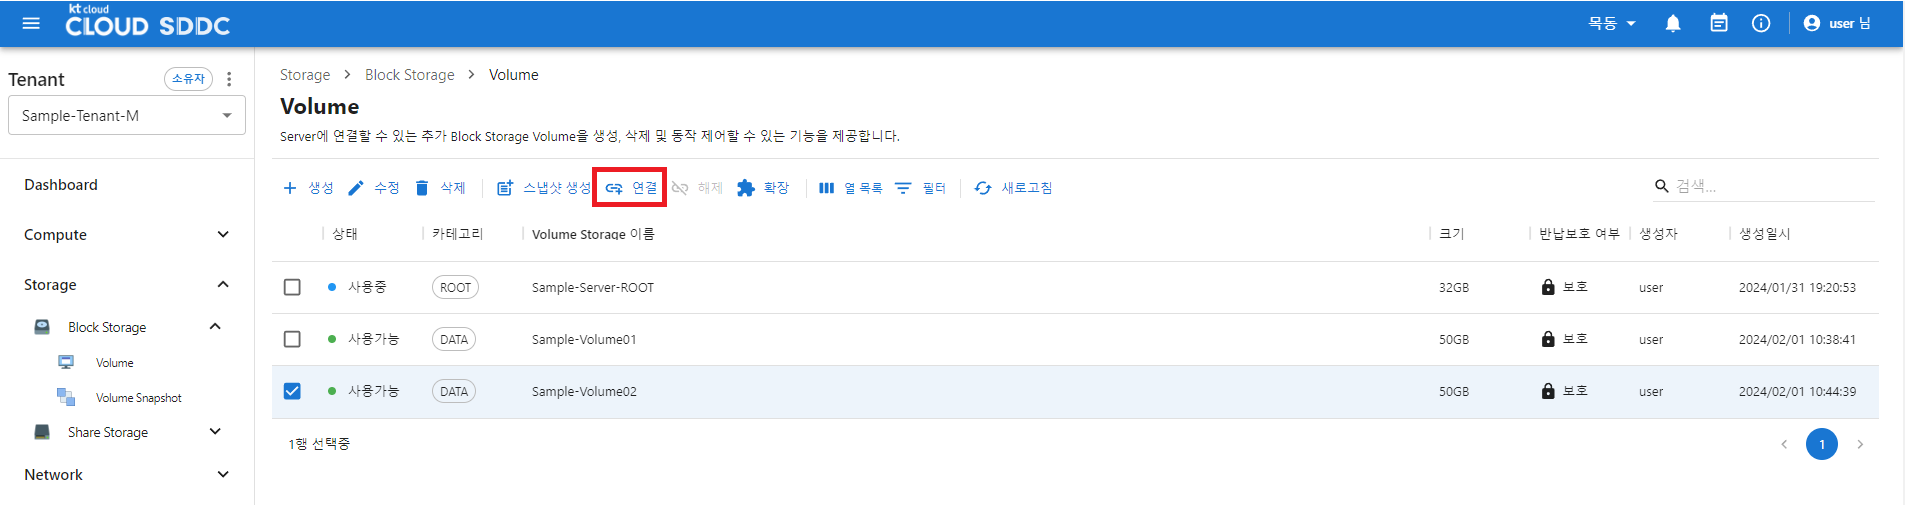 kt cloud
CLOUD SDDC
목동
user 님
Tenant
소유자
Sample-Tenant-M
Dashboard
Compute
Storage
Block Storage
Volume
Volume Snapshot
Share Storage
Network
Storage > Block Storage > Volume
Volume
Server에 연결할 수 있는 추가 Block Storage Volume을 생성, 삭제 및 동작 제어할 수 있는 기능을 제공합니다.
생성 수정 삭제 스냅샷 생성 연결 해제 확장 열 목록 필터 새로고침 검색...
상태 카테고리 Volume Storage 이름 크기 반납보호 여부 생성자 생성일시
사용중 ROOT Sample-Server-ROOT 32GB 보호 user 2024/01/31 19:20:53
사용가능 DATA Sample-Volume01 50GB 보호 user 2024/02/01 10:38:41
사용가능 DATA Sample-Volume02 50GB 보호 user 2024/02/01 10:44:39
1행 선택중
1